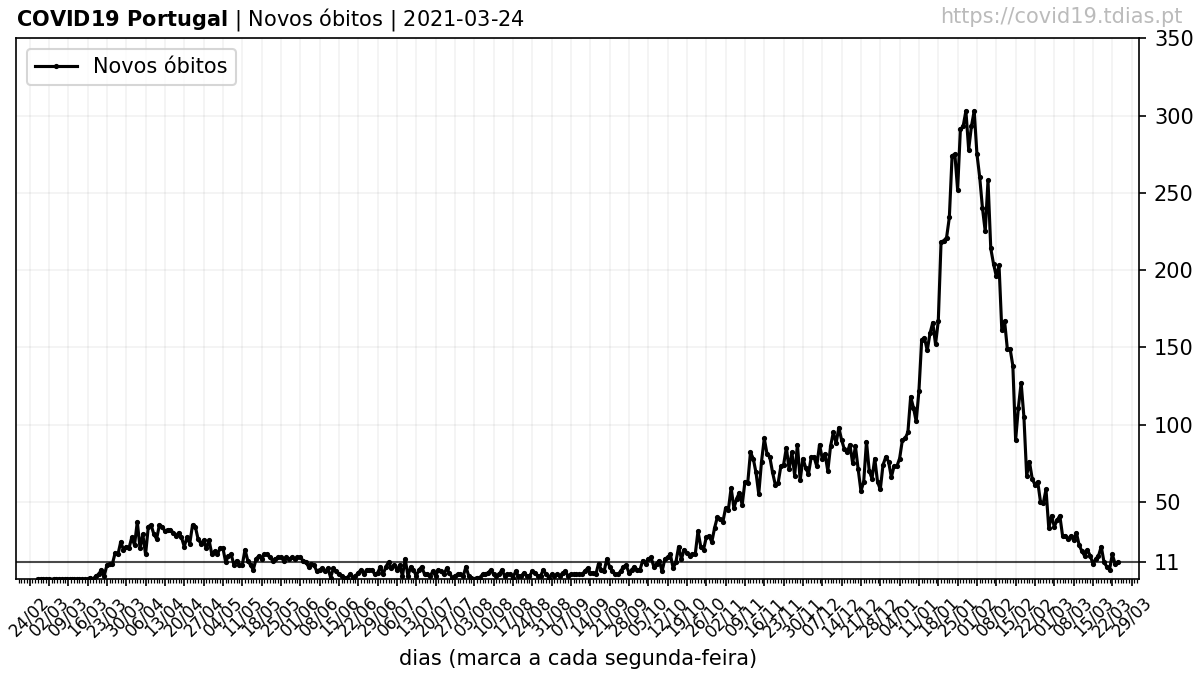 COVID19 Portugal | Novos óbitos | 2021-03-24
https://covid19.tdias.pt
Novos óbitos
350
300
250
200
150
100
50
11
24/02 02/03 09/03 16/03 23/03 30/03 06/04 13/04 20/04 27/04 04/05 11/05 18/05 25/05 01/06 08/06 15/06 22/06 29/06 06/07 13/07 20/07 27/07 03/08 10/08 17/08 24/08 31/08 07/09 14/09 21/09 28/09 05/10 12/10 19/10 26/10 02/11 09/11 16/11 23/11 30/11 07/12 14/12 21/12 28/12 04/01 11/01 18/01 25/01 01/02 08/02 15/02 22/02 01/03 08/03 15/03 22/03 29/03
dias (marca a cada segunda-feira)